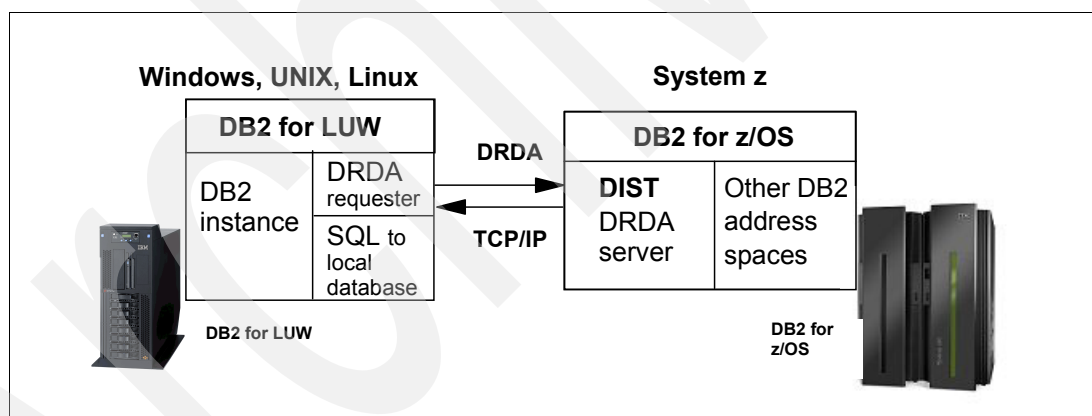 Windows, UNIX, Linux
System z
DB2 for LUW
DB2
instance
DRDA
requester
SQL to
local
database
DRDA
TCP/IP
DB2 for z/OS
DIST
DRDA
server
Other DB2
address
spaces
DB2 for LUW
DB2 for
z/OS